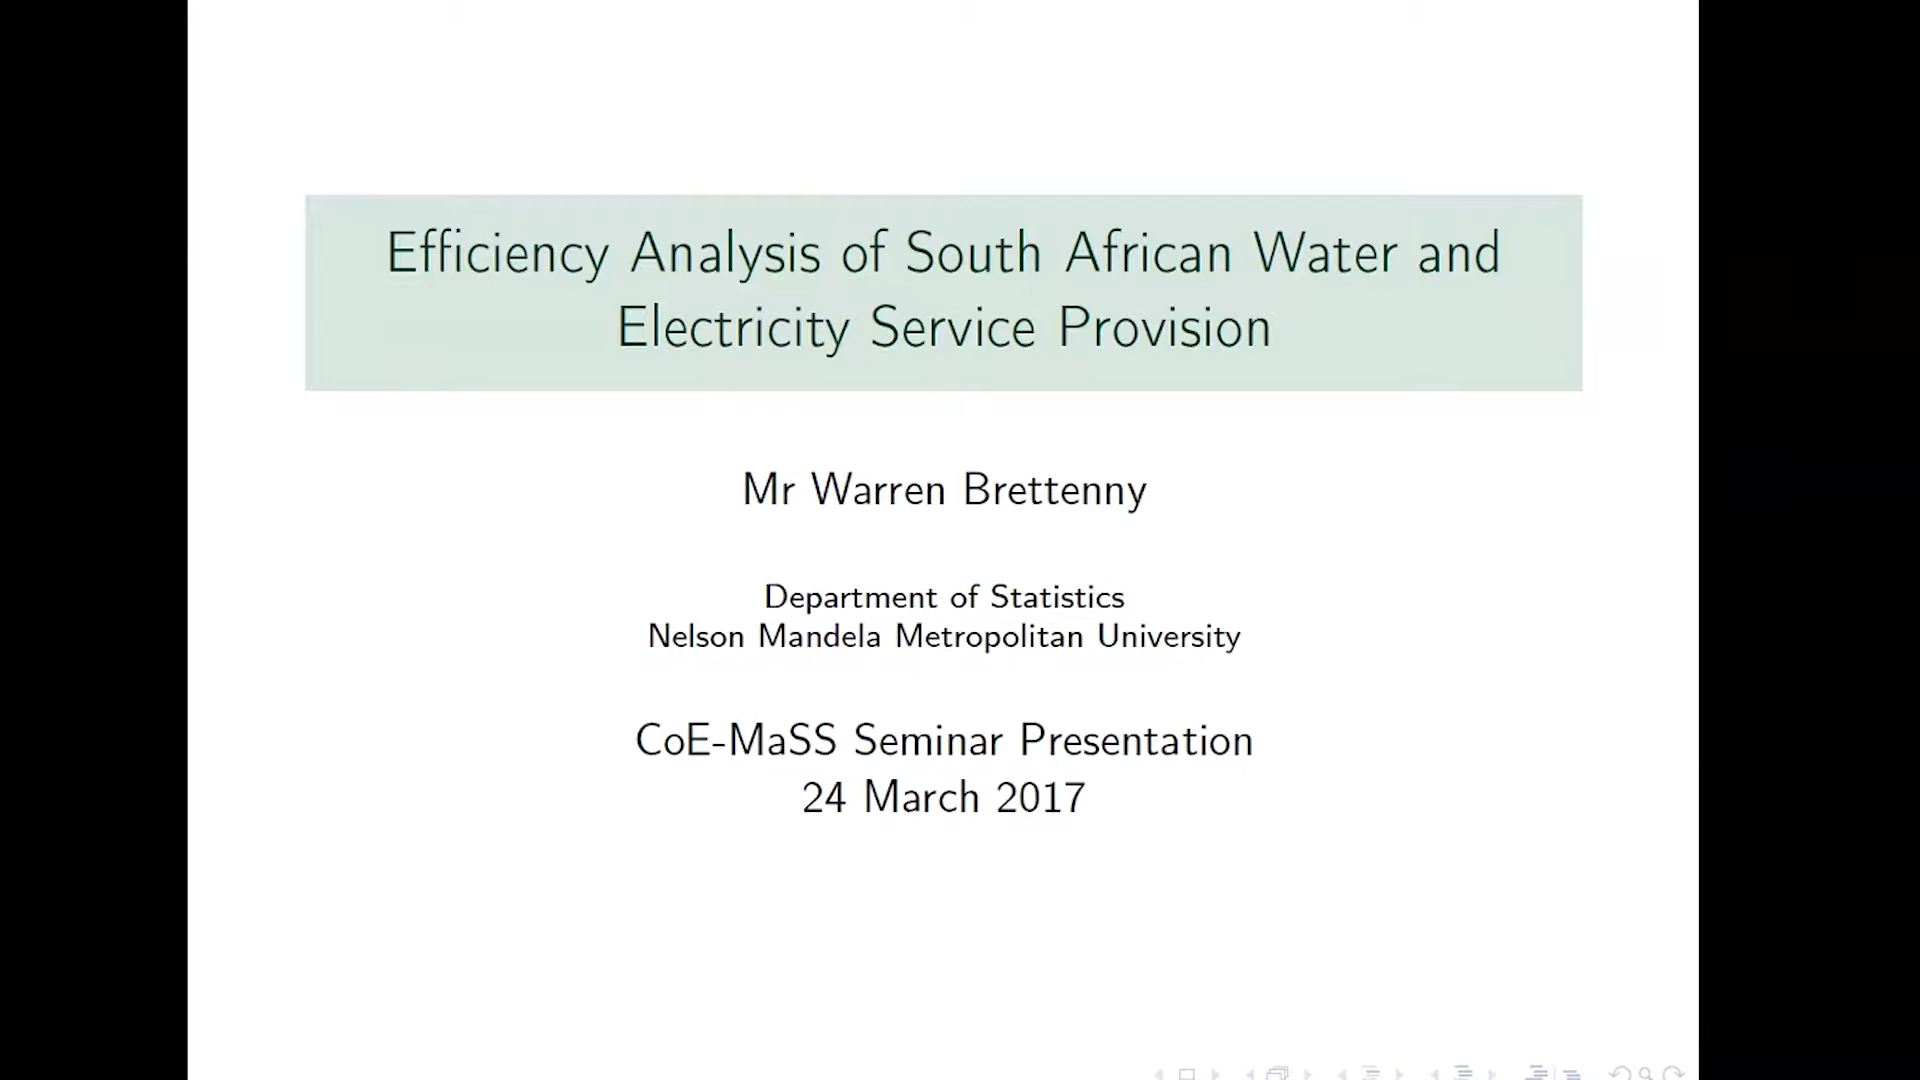 Efficiency Analysis of South African Water and
Electricity Service Provision
Mr Warren Brettenny
Department of Statistics
Nelson Mandela Metropolitan University
CoE-MaSS Seminar Presentation
24 March 2017